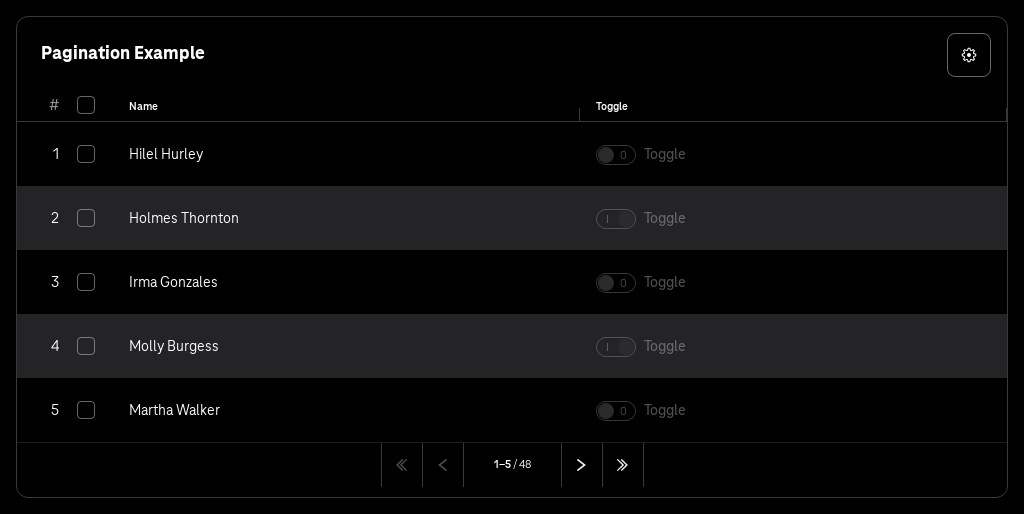 Pagination Example
# Name Toggle
1 Hilel Hurley 0 Toggle
2 Holmes Thornton I Toggle
3 Irma Gonzales 0 Toggle
4 Molly Burgess I Toggle
5 Martha Walker 0 Toggle
1–5 / 48